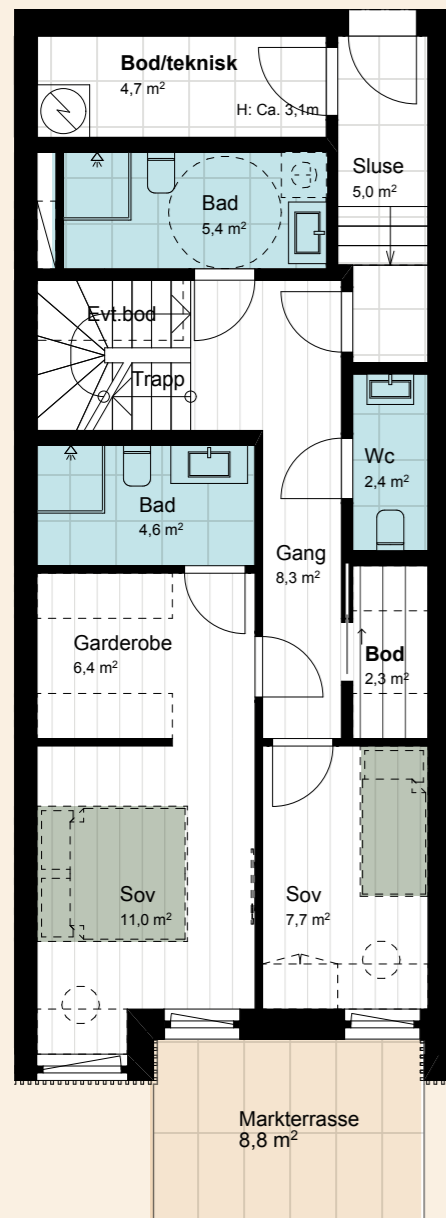 Bod/teknisk
4,7 m²
H: Ca. 3,1m
Sluse
5,0 m²
Bad
5,4 m²
Evt.bod
Trapp
Wc
2,4 m²
Bad
4,6 m²
Gang
8,3 m²
Garderobe
6,4 m²
Bod
2,3 m²
Sov
11,0 m²
Sov
7,7 m²
Markterrasse
8,8 m²